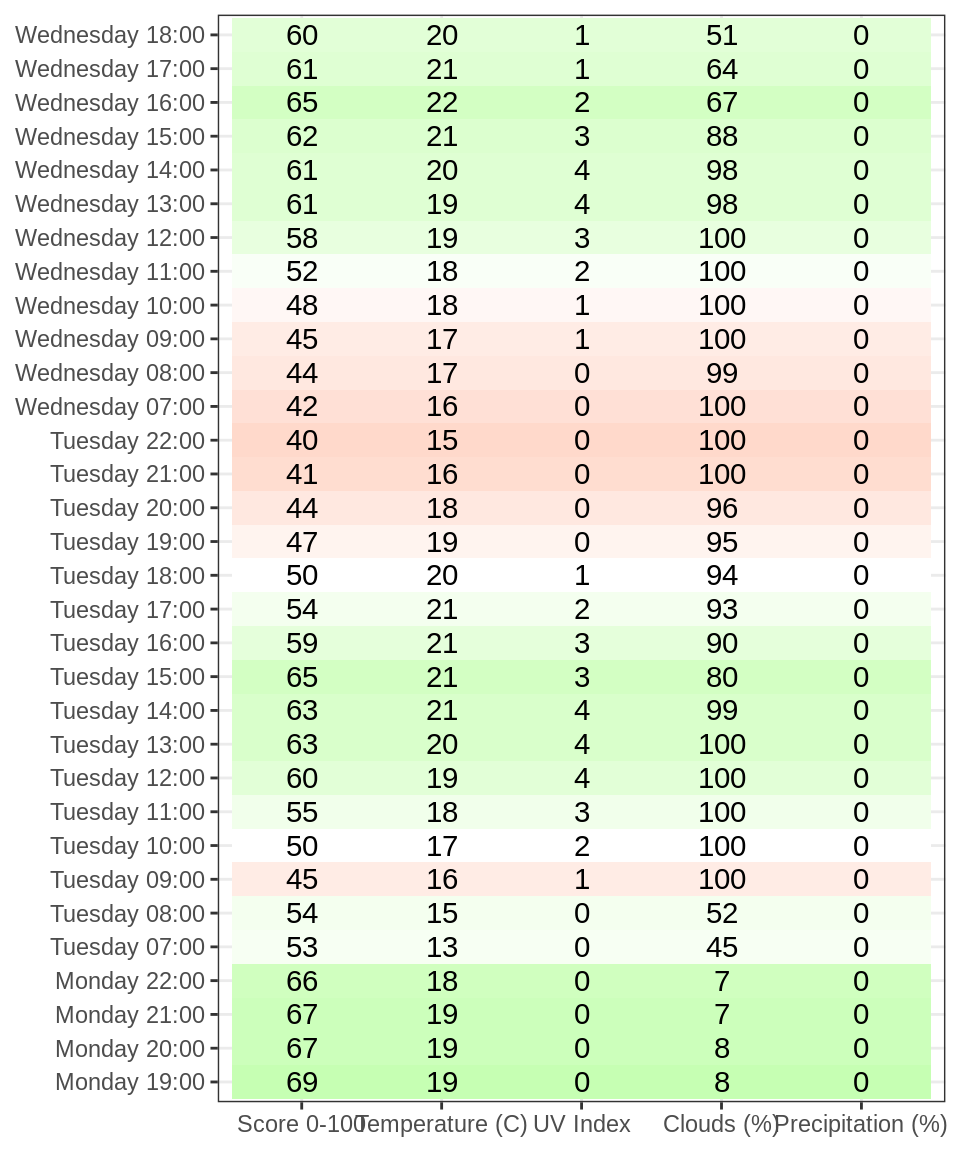 Wednesday 18:00 60 20 1 51 0
Wednesday 17:00 61 21 1 64 0
Wednesday 16:00 65 22 2 67 0
Wednesday 15:00 62 21 3 88 0
Wednesday 14:00 61 20 4 98 0
Wednesday 13:00 61 19 4 98 0
Wednesday 12:00 58 19 3 100 0
Wednesday 11:00 52 18 2 100 0
Wednesday 10:00 48 18 1 100 0
Wednesday 09:00 45 17 1 100 0
Wednesday 08:00 44 17 0 99 0
Wednesday 07:00 42 16 0 100 0
Tuesday 22:00 40 15 0 100 0
Tuesday 21:00 41 16 0 100 0
Tuesday 20:00 44 18 0 96 0
Tuesday 19:00 47 19 0 95 0
Tuesday 18:00 50 20 1 94 0
Tuesday 17:00 54 21 2 93 0
Tuesday 16:00 59 21 3 90 0
Tuesday 15:00 65 21 3 80 0
Tuesday 14:00 63 21 4 99 0
Tuesday 13:00 63 20 4 100 0
Tuesday 12:00 60 19 4 100 0
Tuesday 11:00 55 18 3 100 0
Tuesday 10:00 50 17 2 100 0
Tuesday 09:00 45 16 1 100 0
Tuesday 08:00 54 15 0 52 0
Tuesday 07:00 53 13 0 45 0
Monday 22:00 66 18 0 7 0
Monday 21:00 67 19 0 7 0
Monday 20:00 67 19 0 8 0
Monday 19:00 69 19 0 8 0
Score 0-100 Temperature (C) UV Index Clouds (%) Precipitation (%)